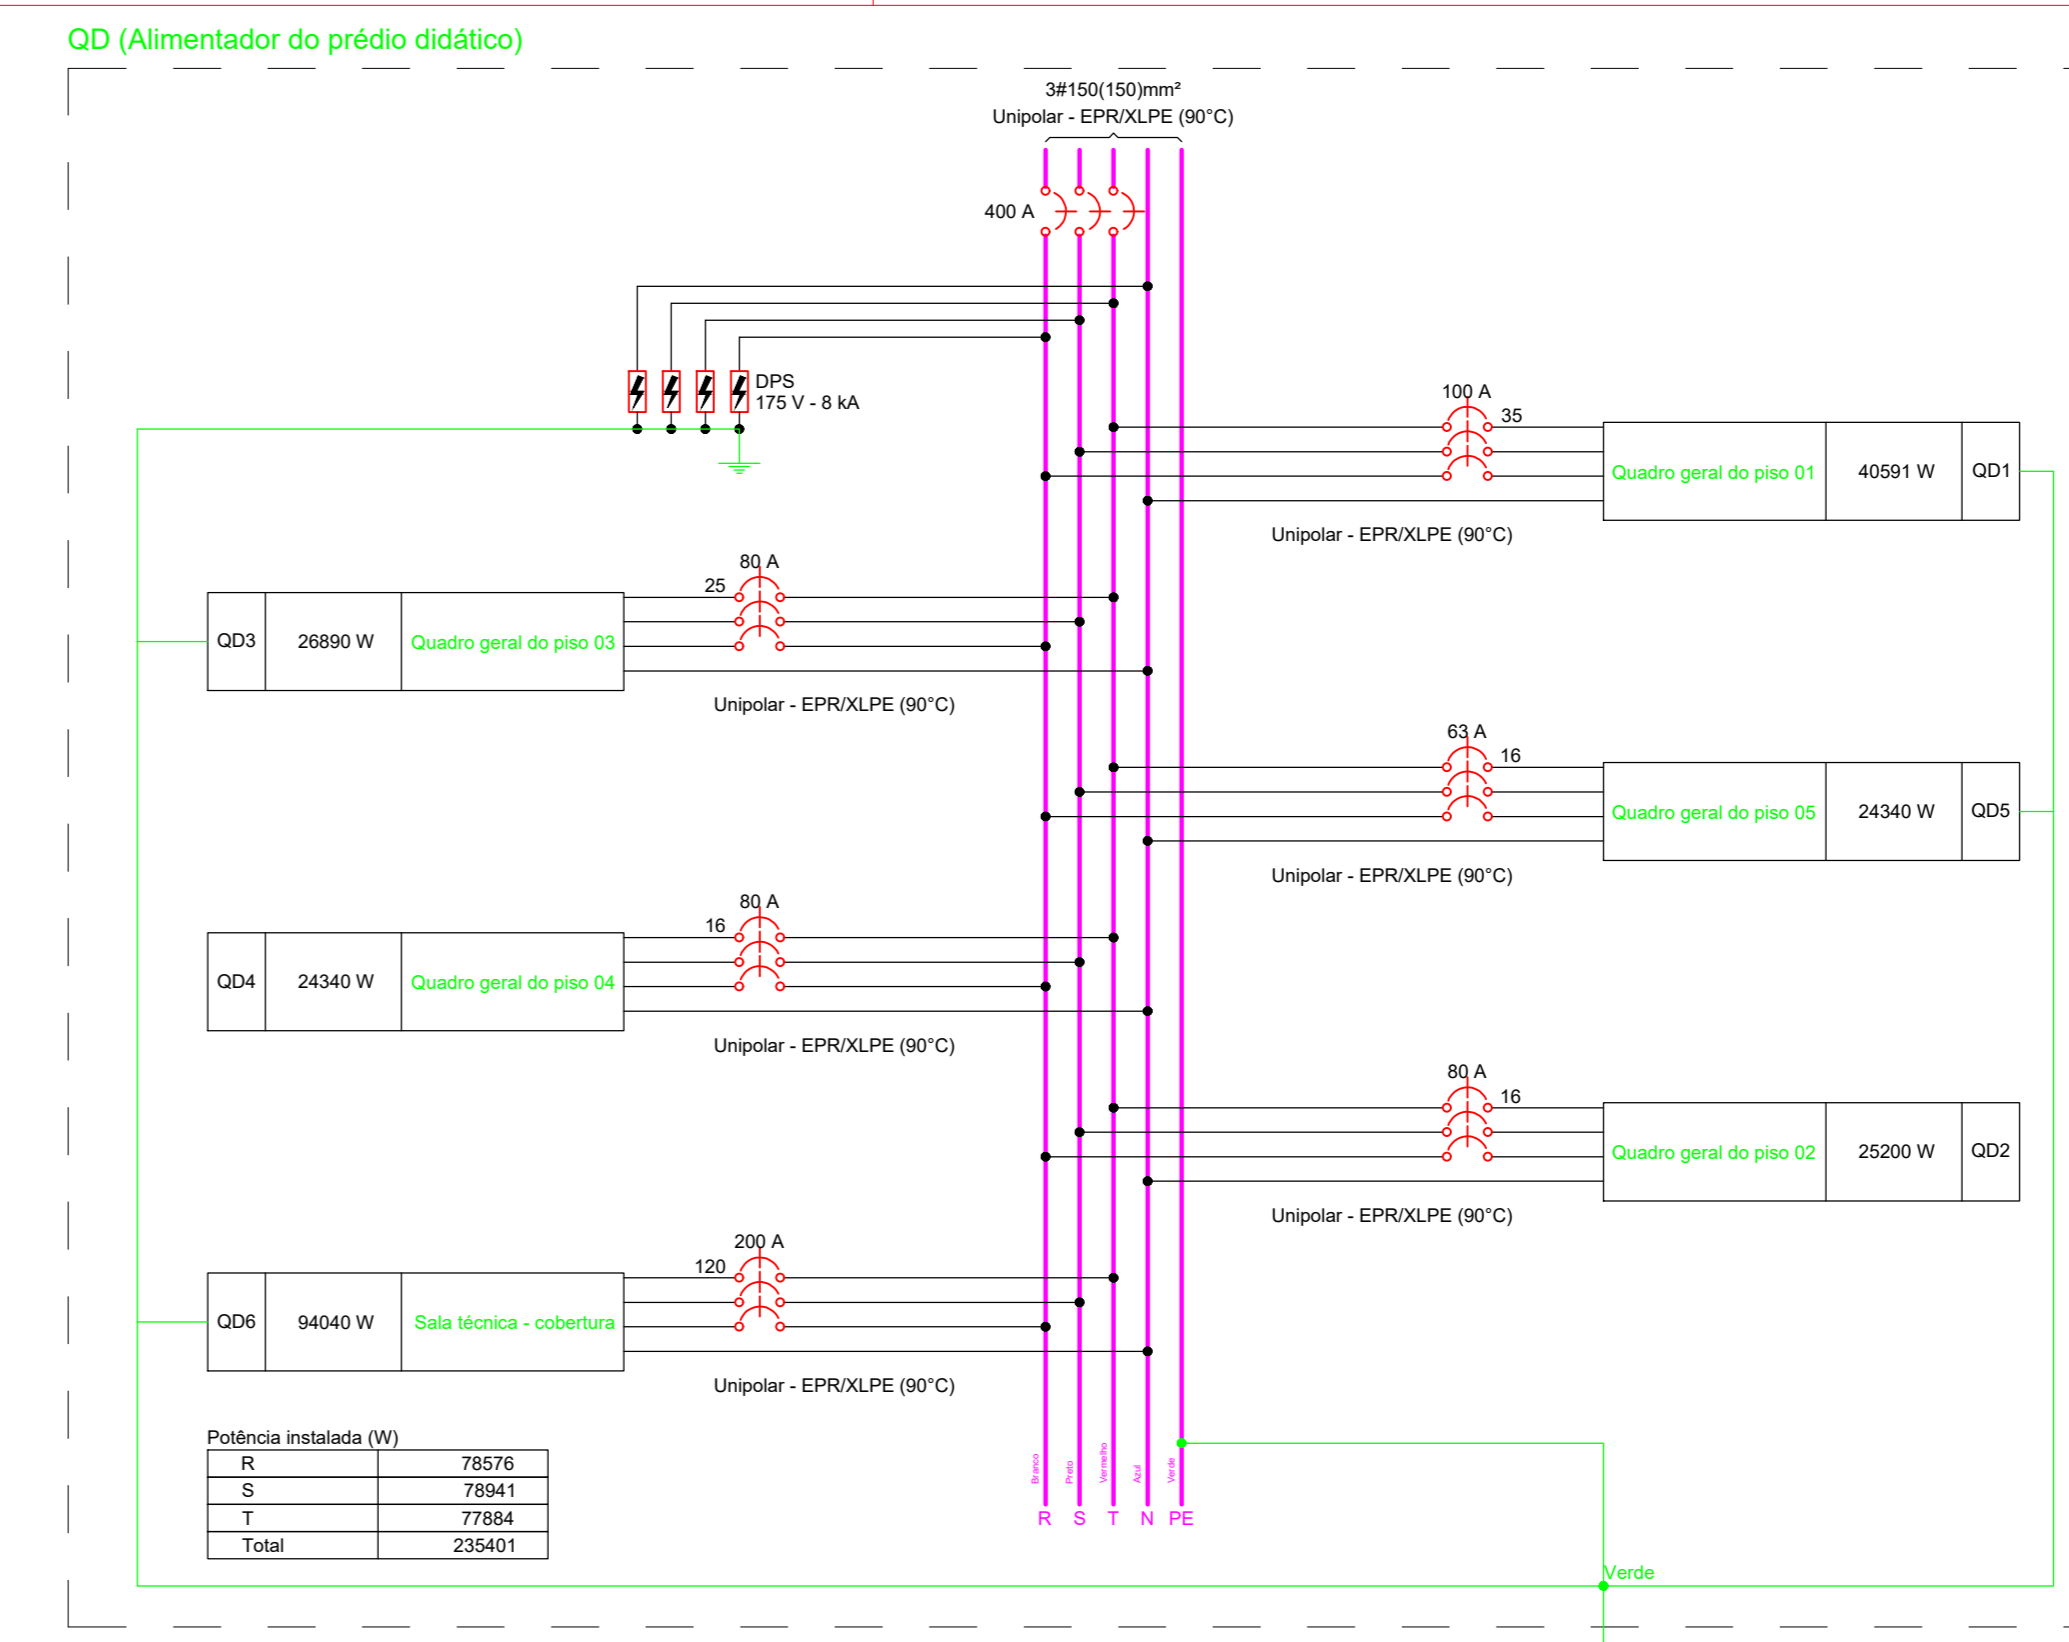 QD (Alimentador do prédio didático)
3#150(150)mm²
Unipolar - EPR/XLPE (90°C)
400 A
DPS
175 V - 8 kA
100 A
35
Quadro geral do piso 01
40591 W
QD1
Unipolar - EPR/XLPE (90°C)
80 A
25
QD3
26890 W
Quadro geral do piso 03
Unipolar - EPR/XLPE (90°C)
63 A
16
Quadro geral do piso 05
24340 W
QD5
Unipolar - EPR/XLPE (90°C)
80 A
16
QD4
24340 W
Quadro geral do piso 04
Unipolar - EPR/XLPE (90°C)
80 A
16
Quadro geral do piso 02
25200 W
QD2
Unipolar - EPR/XLPE (90°C)
200 A
120
QD6
94040 W
Sala técnica - cobertura
Unipolar - EPR/XLPE (90°C)
Potência instalada (W)
R 78576
S 78941
T 77884
Total 235401
Branco
Preto
Vermelho
Azul
Verde
R S T N PE
Verde